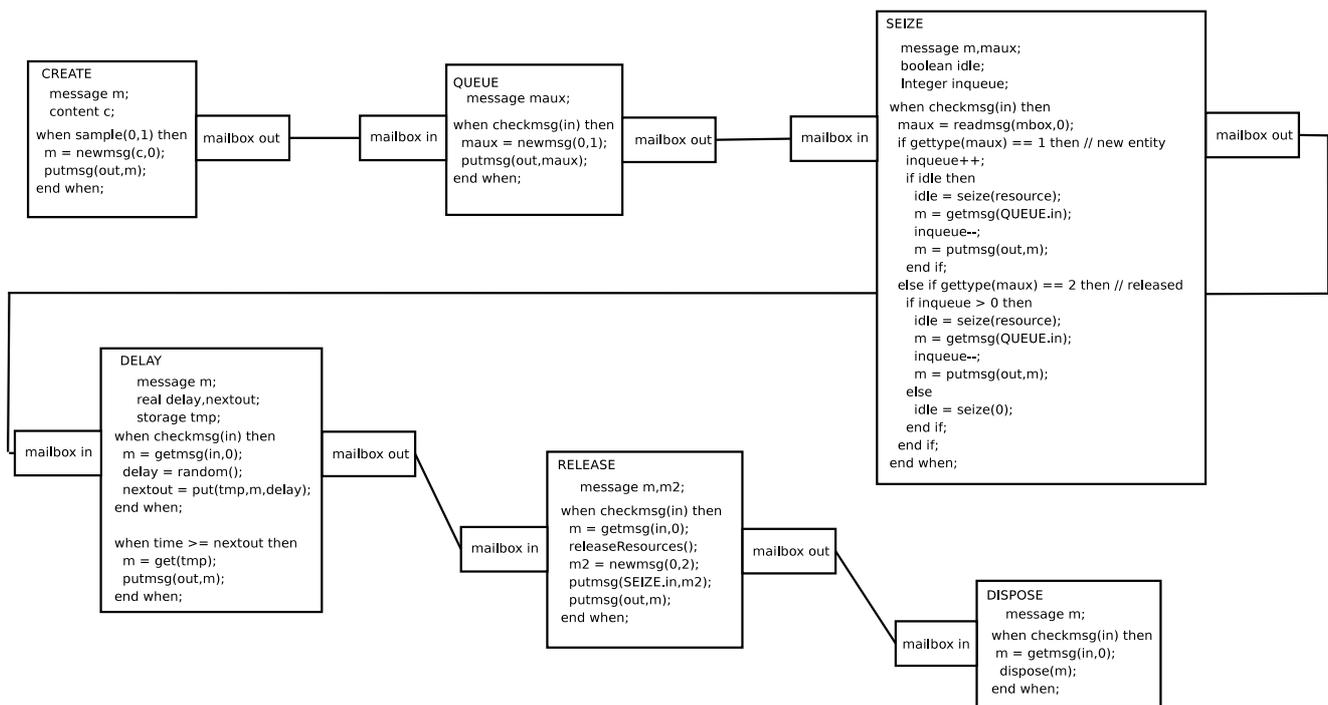 CREATE
message m;
content c;
when sample(0,1) then
m = newmsg(c,0);
putmsg(out,m);
end when;
mailbox out
mailbox in
QUEUE
message maux;
when checkmsg(in) then
maux = newmsg(0,1);
putmsg(out,maux);
end when;
mailbox out
mailbox in
SEIZE
message m,maux;
boolean idle;
Integer inqueue;
when checkmsg(in) then
maux = readmsg(mbox,0);
if gettype(maux) == 1 then // new entity
inqueue++;
if idle then
idle = seize(resource);
m = getmsg(QUEUE.in);
inqueue--;
m = putmsg(out,m);
end if;
else if gettype(maux) == 2 then // released
if inqueue > 0 then
idle = seize(resource);
m = getmsg(QUEUE.in);
inqueue--;
m = putmsg(out,m);
else
idle = seize(0);
end if;
end if;
end when;
mailbox out
mailbox in
DELAY
message m;
real delay,nextout;
storage tmp;
when checkmsg(in) then
m = getmsg(in,0);
delay = random();
nextout = put(tmp,m,delay);
end when;
when time >= nextout then
m = get(tmp);
putmsg(out,m);
end when;
mailbox out
mailbox in
RELEASE
message m,m2;
when checkmsg(in) then
m = getmsg(in,0);
releaseResources();
m2 = newmsg(0,2);
putmsg(SEIZE.in,m2);
putmsg(out,m);
end when;
mailbox out
mailbox in
DISPOSE
message m;
when checkmsg(in) then
m = getmsg(in,0);
dispose(m);
end when;